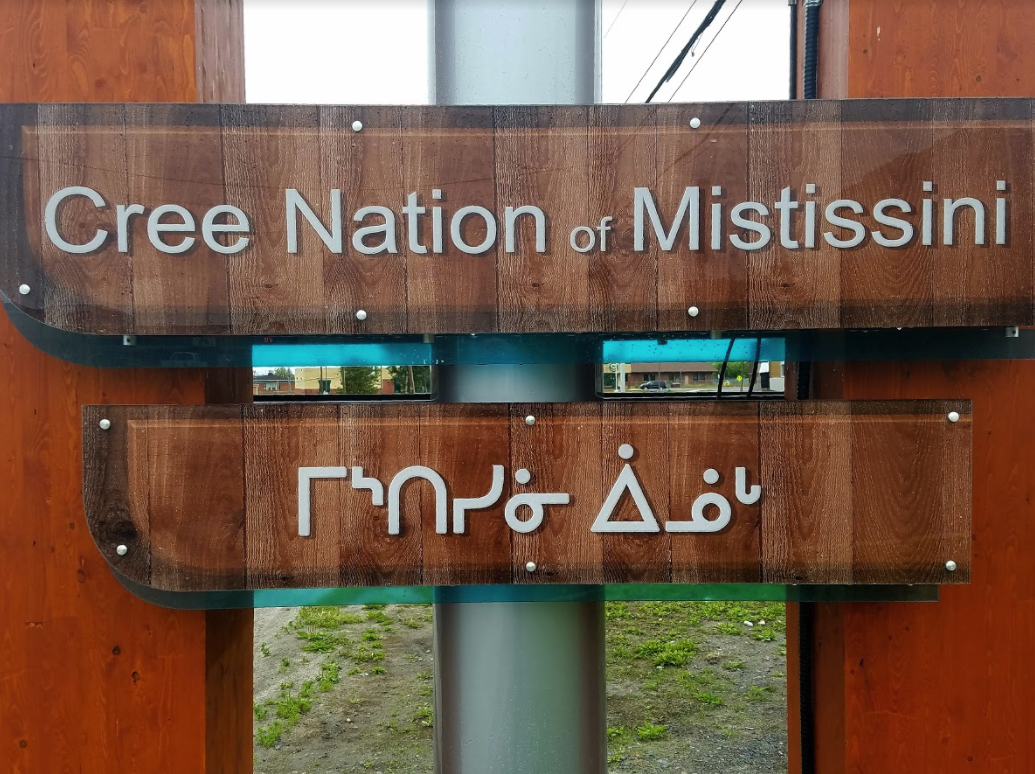 Cree Nation of Mistissini
ᒥᔅᑎᓯᓃ ᐄᓅᒡ